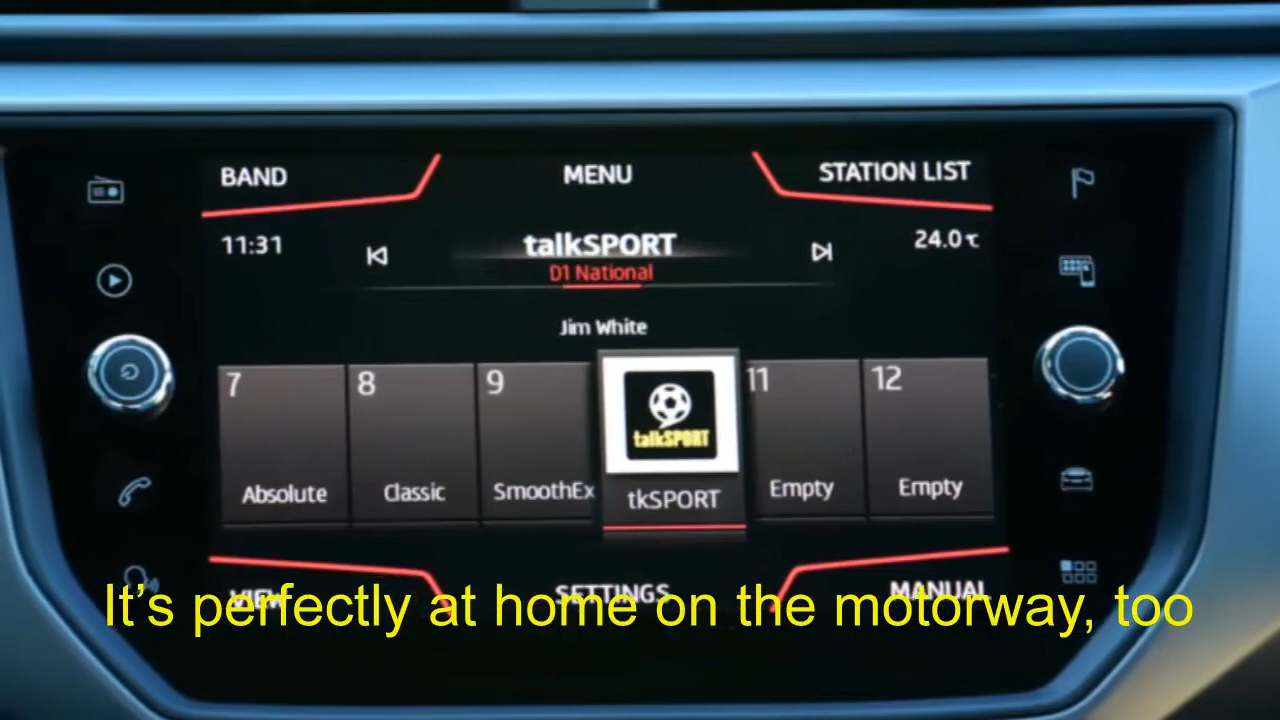 BAND MENU STATION LIST
11:31 talkSPORT 24.0℃
D1 National
Jim White
7 8 9 11 12
talkSPORT
Absolute Classic SmoothEx tkSPORT Empty Empty
VIEW SETTINGS MANUAL
It’s perfectly at home on the motorway, too